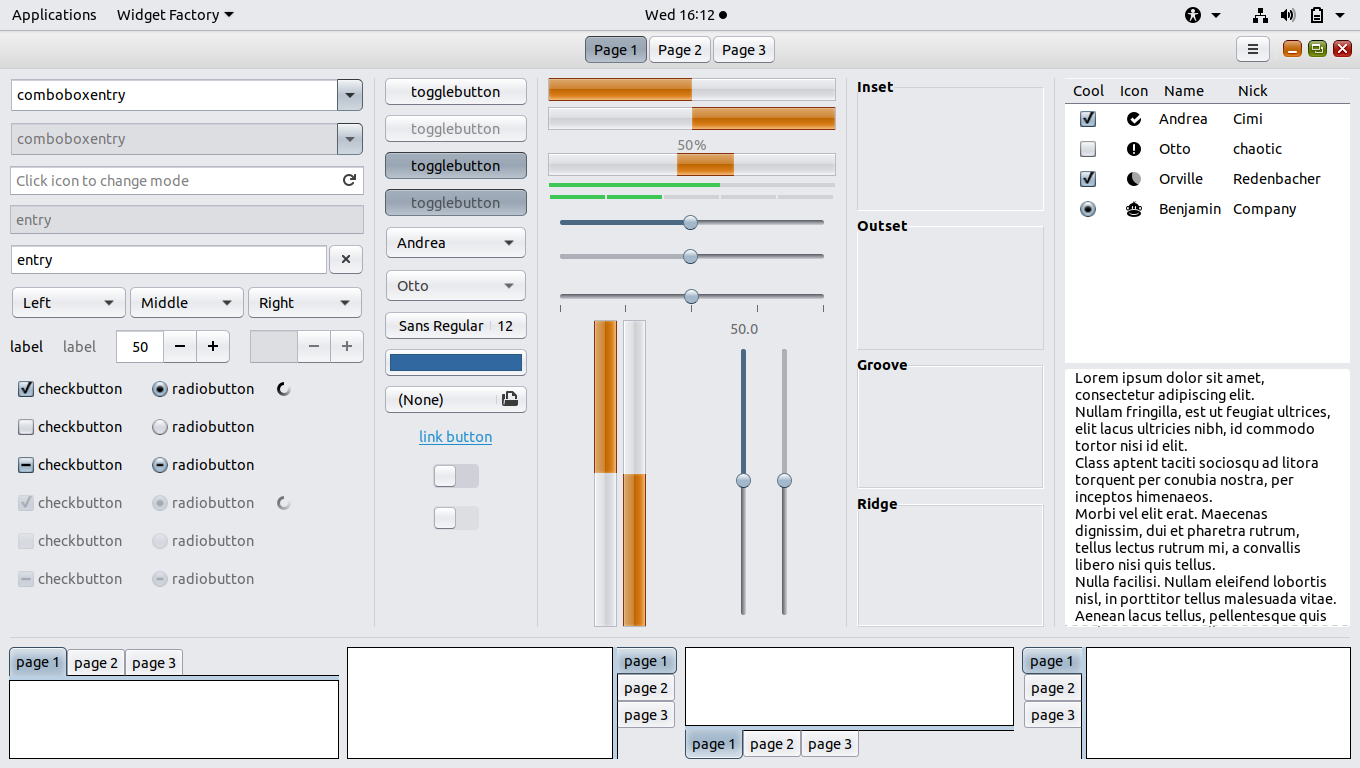 Applications Widget Factory Wed 16:12
Page 1 Page 2 Page 3
comboboxentry
comboboxentry
Click icon to change mode
entry
entry
Left Middle Right
label label 50
checkbutton radiobutton
checkbutton radiobutton
checkbutton radiobutton
checkbutton radiobutton
checkbutton radiobutton
checkbutton radiobutton
togglebutton
togglebutton
togglebutton
togglebutton
Andrea
Otto
Sans Regular 12
(None)
link button
50%
50.0
Inset
Outset
Groove
Ridge
Cool Icon Name Nick
Andrea Cimi
Otto chaotic
Orville Redenbacher
Benjamin Company
Lorem ipsum dolor sit amet,
consectetur adipiscing elit.
Nullam fringilla, est ut feugiat ultrices,
elit lacus ultricies nibh, id commodo
tortor nisi id elit.
Class aptent taciti sociosqu ad litora
torquent per conubia nostra, per
inceptos himenaeos.
Morbi vel elit erat. Maecenas
dignissim, dui et pharetra rutrum,
tellus lectus rutrum mi, a convallis
libero nisi quis tellus.
Nulla facilisi. Nullam eleifend lobortis
nisl, in porttitor tellus malesuada vitae.
Aenean lacus tellus, pellentesque quis
page 1 page 2 page 3
page 1
page 2
page 3
page 1 page 2 page 3
page 1
page 2
page 3